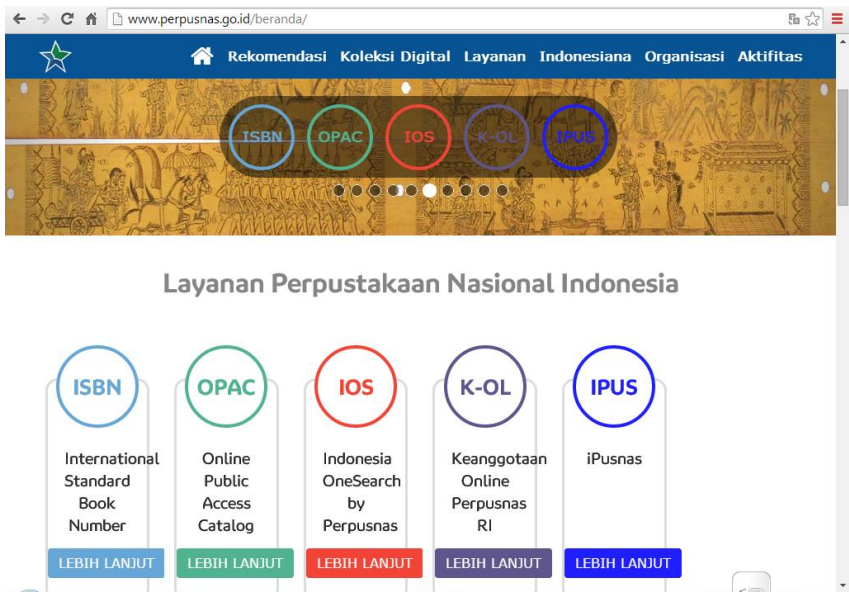 www.perpusnas.go.id/beranda/
Rekomendasi Koleksi Digital Layanan Indonesiana Organisasi Aktifitas
ISBN OPAC IOS K-OL IPUS
Layanan Perpustakaan Nasional Indonesia
ISBN OPAC IOS K-OL IPUS
International Online Indonesia Keanggotaan iPusnas
Standard Public OneSearch Online
Book Access by Perpusnas
Number Catalog Perpusnas RI
LEBIH LANJUT LEBIH LANJUT LEBIH LANJUT LEBIH LANJUT LEBIH LANJUT